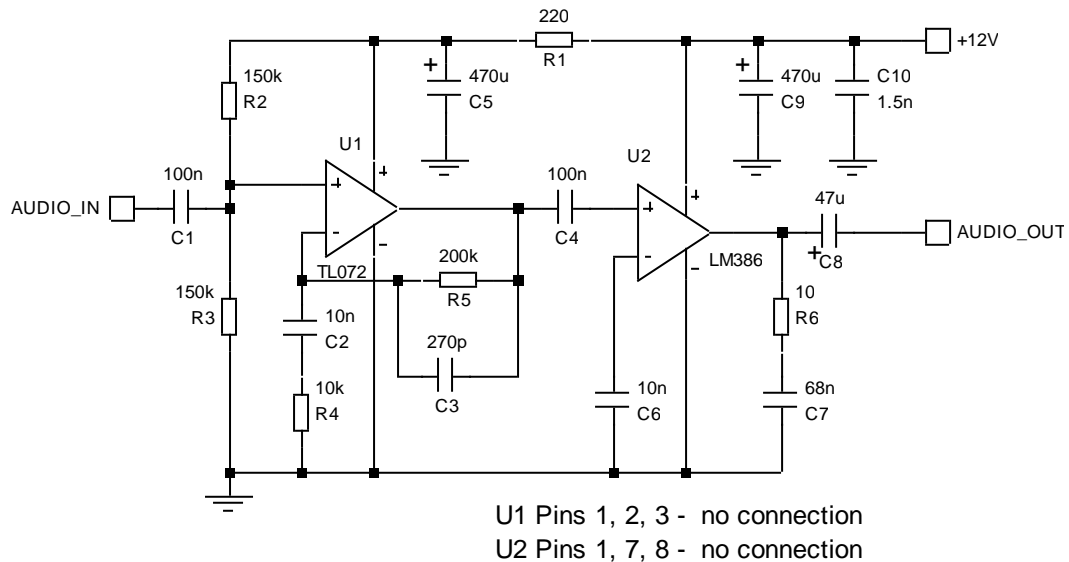 220
R1
+12V
150k
R2
+
470u
C5
+
470u
C9
C10
1.5n
U1
U2
100n
C1
AUDIO_IN
+
-
+
-
TL072
100n
C4
+
-
+
-
LM386
47u
+
C8
AUDIO_OUT
200k
R5
150k
R3
10n
C2
270p
C3
10
R6
10k
R4
10n
C6
68n
C7
U1 Pins 1, 2, 3 - no connection
U2 Pins 1, 7, 8 - no connection